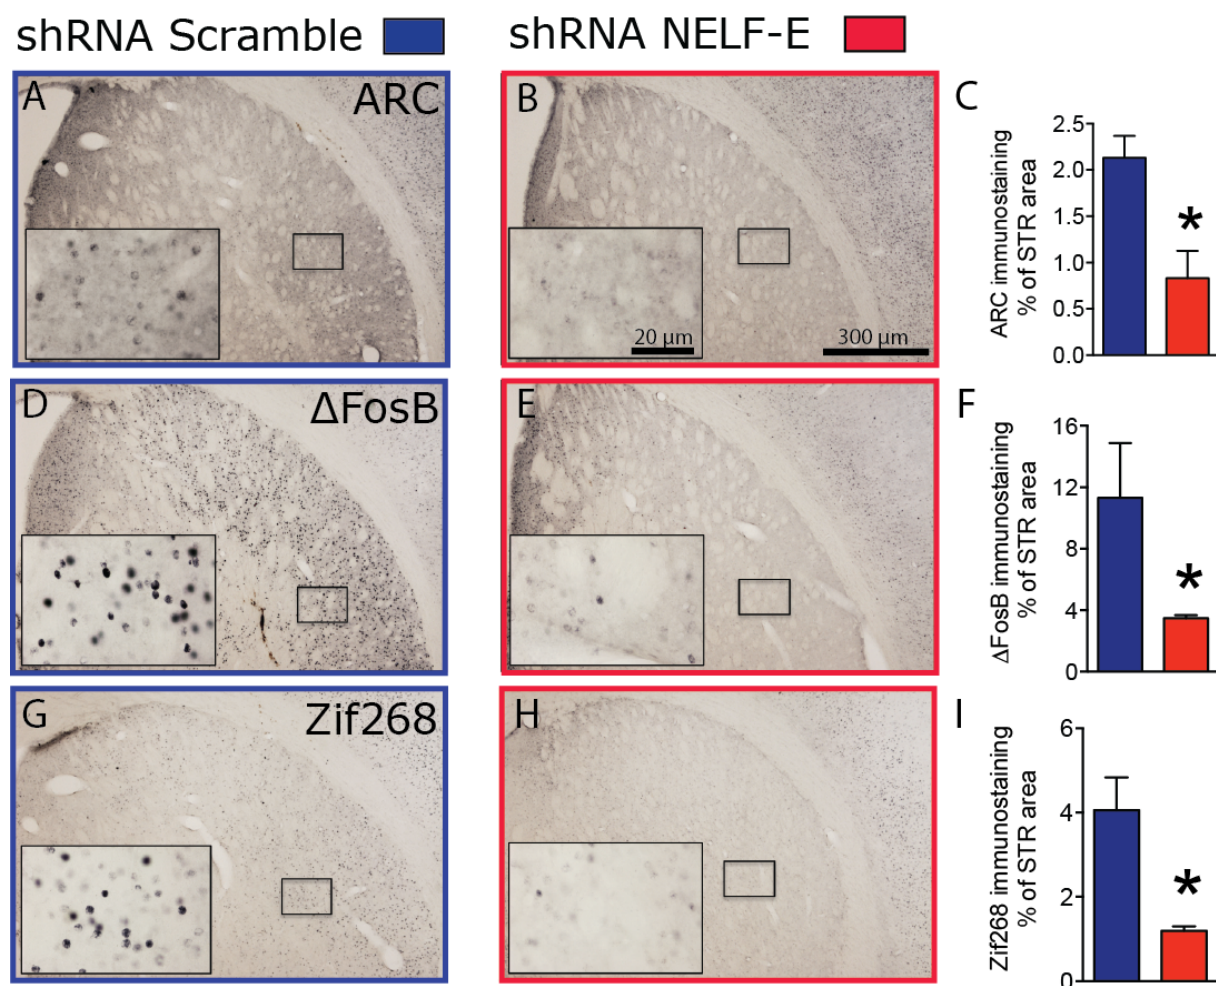 shRNA Scramble
shRNA NELF-E
A
ARC
B
20 µm
300 µm
C
ARC immunostaining
% of STR area
2.5
2.0
1.5
1.0
0.5
0.0
*
D
ΔFosB
E
F
ΔFosB immunostaining
% of STR area
16
12
8
4
0
*
G
Zif268
H
I
Zif268 immunostaining
% of STR area
6
4
2
0
*